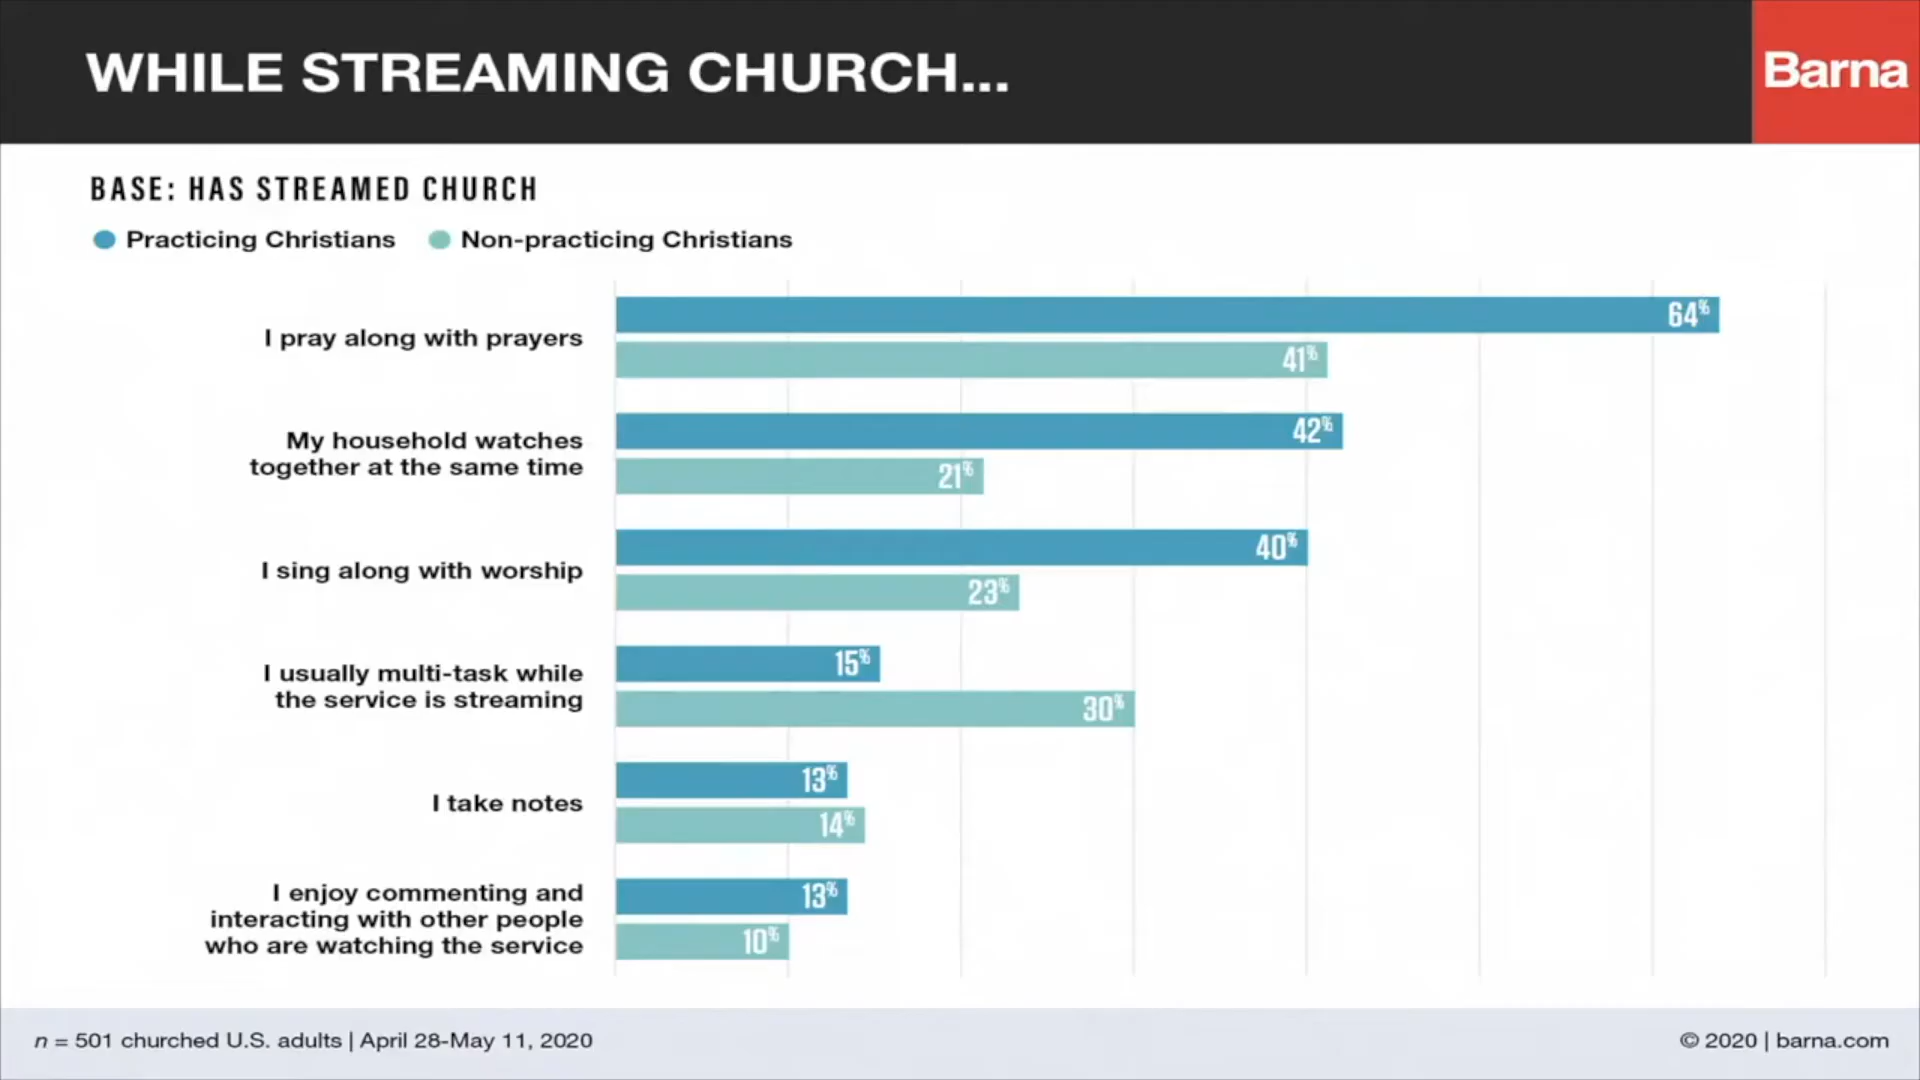 WHILE STREAMING CHURCH...
Barna
BASE: HAS STREAMED CHURCH
Practicing Christians
Non-practicing Christians
I pray along with prayers
64%
41%
My household watches
together at the same time
42%
21%
I sing along with worship
40%
23%
I usually multi-task while
the service is streaming
15%
30%
I take notes
13%
14%
I enjoy commenting and
interacting with other people
who are watching the service
13%
10%
n = 501 churched U.S. adults | April 28-May 11, 2020
© 2020 | barna.com